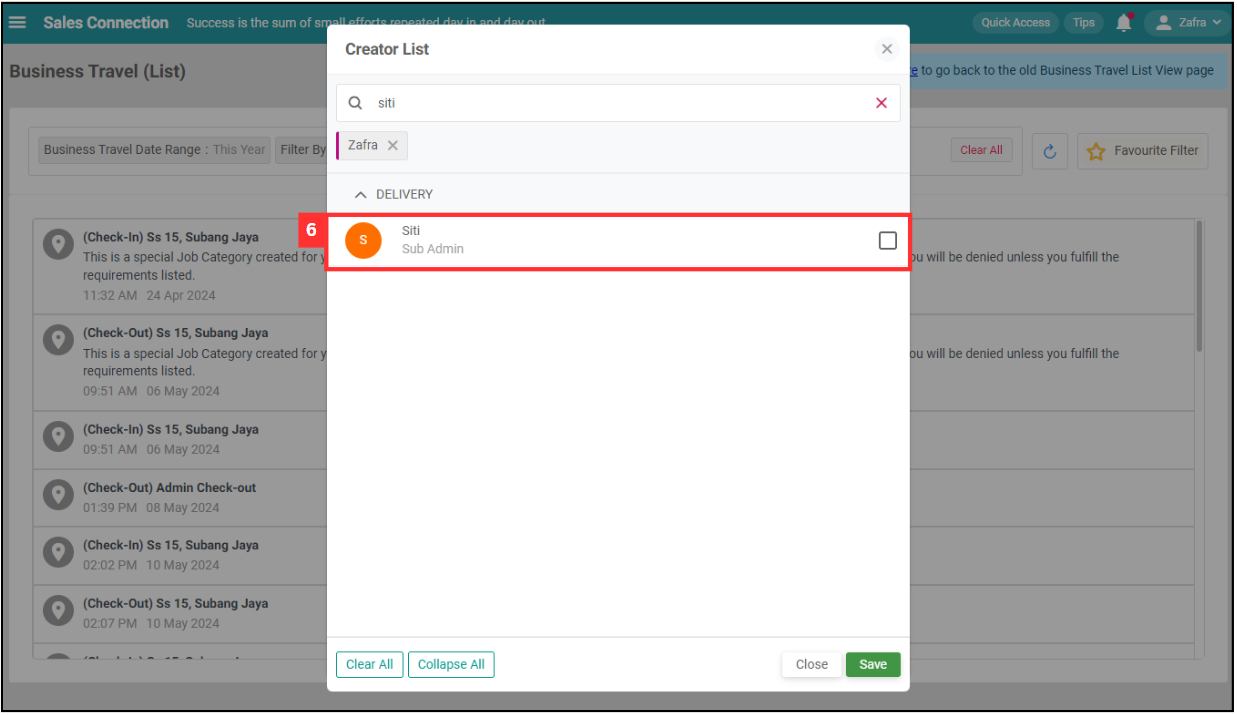 Sales Connection Success is the sum of small efforts repeated day in and day out Quick Access Tips Zafra
Business Travel (List)
re to go back to the old Business Travel List View page
Creator List
siti
Zafra
Business Travel Date Range : This Year Filter By
Clear All Favourite Filter
DELIVERY
6
S Siti
Sub Admin
(Check-In) Ss 15, Subang Jaya
This is a special Job Category created for y
ou will be denied unless you fulfill the
requirements listed.
11:32 AM 24 Apr 2024
(Check-Out) Ss 15, Subang Jaya
This is a special Job Category created for y
ou will be denied unless you fulfill the
requirements listed.
09:51 AM 06 May 2024
(Check-In) Ss 15, Subang Jaya
09:51 AM 06 May 2024
(Check-Out) Admin Check-out
01:39 PM 08 May 2024
(Check-In) Ss 15, Subang Jaya
02:02 PM 10 May 2024
(Check-Out) Ss 15, Subang Jaya
02:07 PM 10 May 2024
Clear All Collapse All Close Save